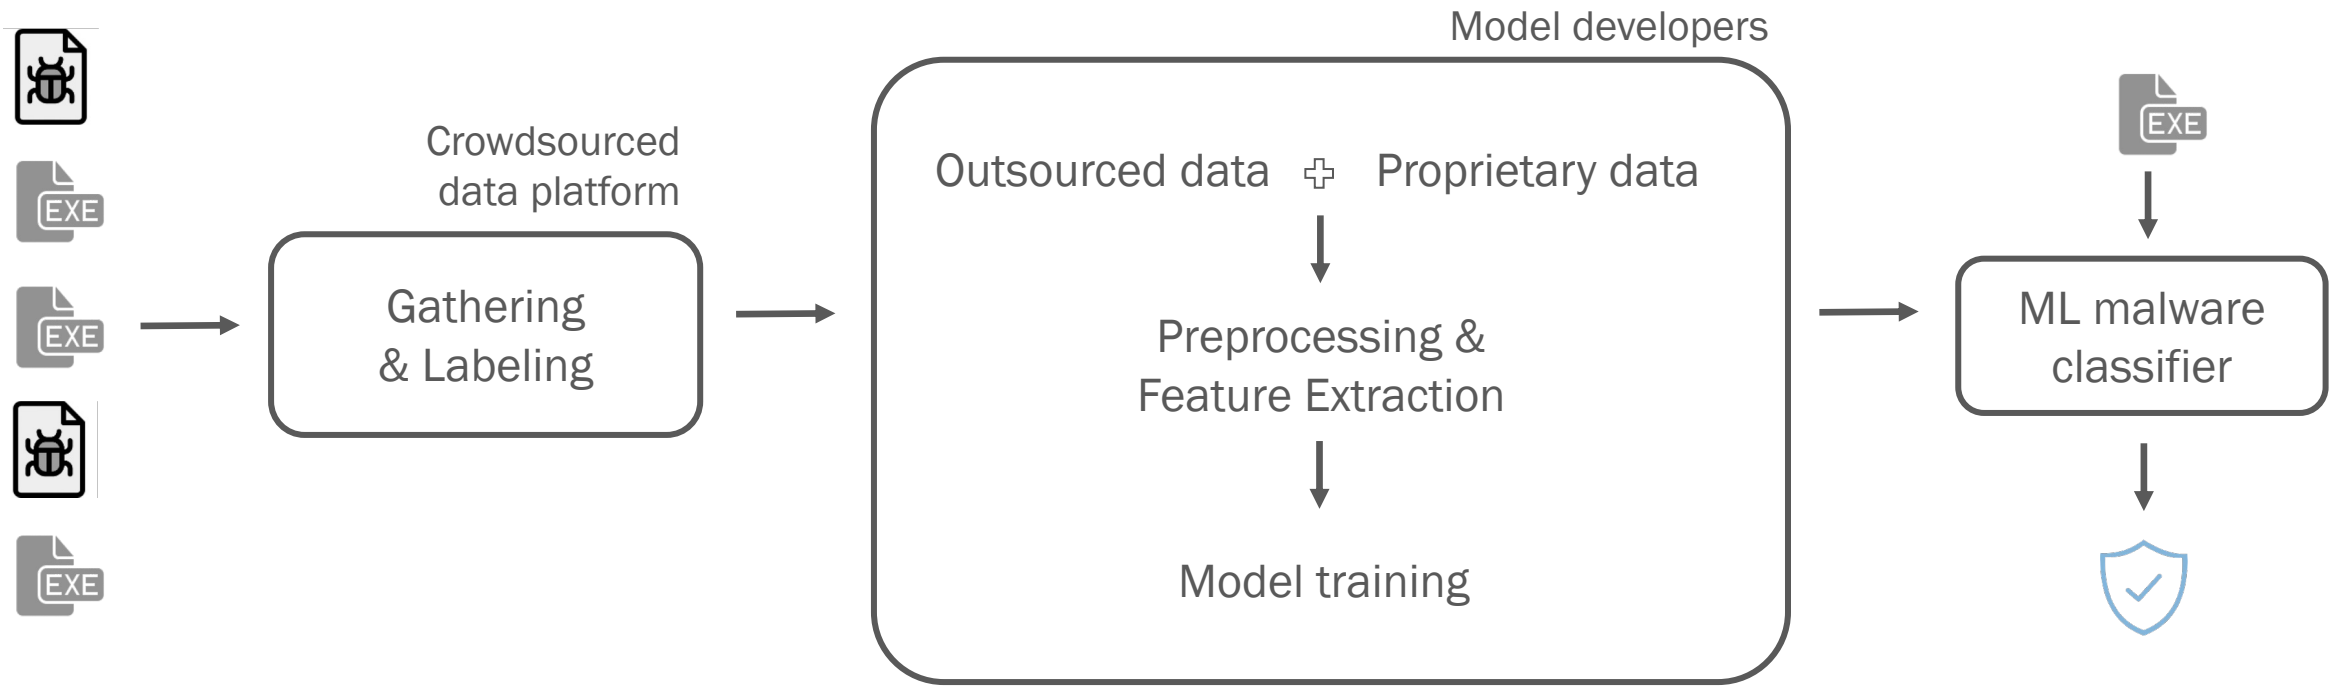 EXE
EXE
EXE
Crowdsourced
data platform
Gathering
& Labeling
Model developers
Outsourced data + Proprietary data
Preprocessing &
Feature Extraction
Model training
EXE
ML malware
classifier